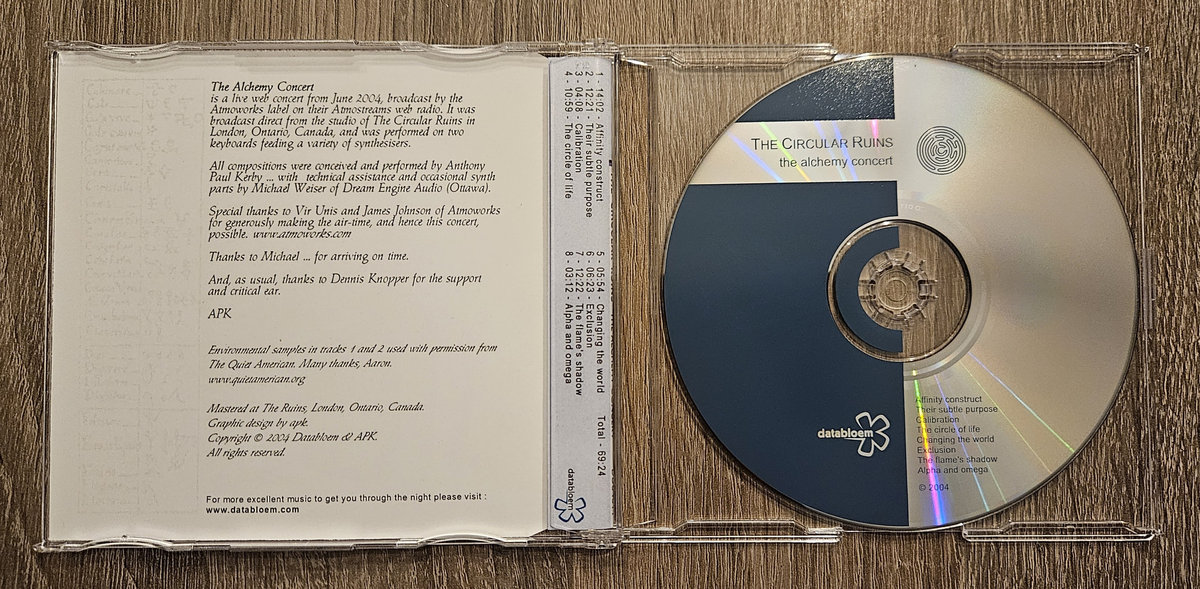 The Alchemy Concert
is a live web concert from June 2004, broadcast by the
Atmoworks label on their Atmostreams web radio. It was
broadcast direct from the studio of The Circular Ruins in
London, Ontario, Canada, and was performed on two
keyboards feeding a variety of synthesisers.
All compositions were conceived and performed by Anthony
Paul Kerby ... with technical assistance and occasional synth
parts by Michael Weiser of Dream Engine Audio (Ottawa).
Special thanks to Vir Unis and James Johnson of Atmoworks
for generously making the air-time, and hence this concert,
possible. www.atmoworks.com
Thanks to Michael ... for arriving on time.
And, as usual, thanks to Dennis Knopper for the support
and critical ear.
APK
Environmental samples in tracks 1 and 2 used with permission from
The Quiet American. Many thanks, Aaron.
www.quietamerican.org
Mastered at The Ruins, London, Ontario, Canada.
Graphic design by apk.
Copyright © 2004 Databloem & APK.
All rights reserved.
For more excellent music to get you through the night please visit :
www.databloem.com
1 - 14:02 - Affinity construct
2 - 12:21 - Their subtle purpose
3 - 04:08 - Calibration
4 - 10:59 - The circle of life
5 - 05:54 - Changing the world
6 - 06:23 - Exclusion
7 - 12:22 - The flame's shadow
8 - 03:12 - Alpha and omega
Total - 69:24
databloem
THE CIRCULAR RUINS
the alchemy concert
databloem
Affinity construct
Their subtle purpose
Calibration
The circle of life
Changing the world
Exclusion
The flame's shadow
Alpha and omega
© 2004